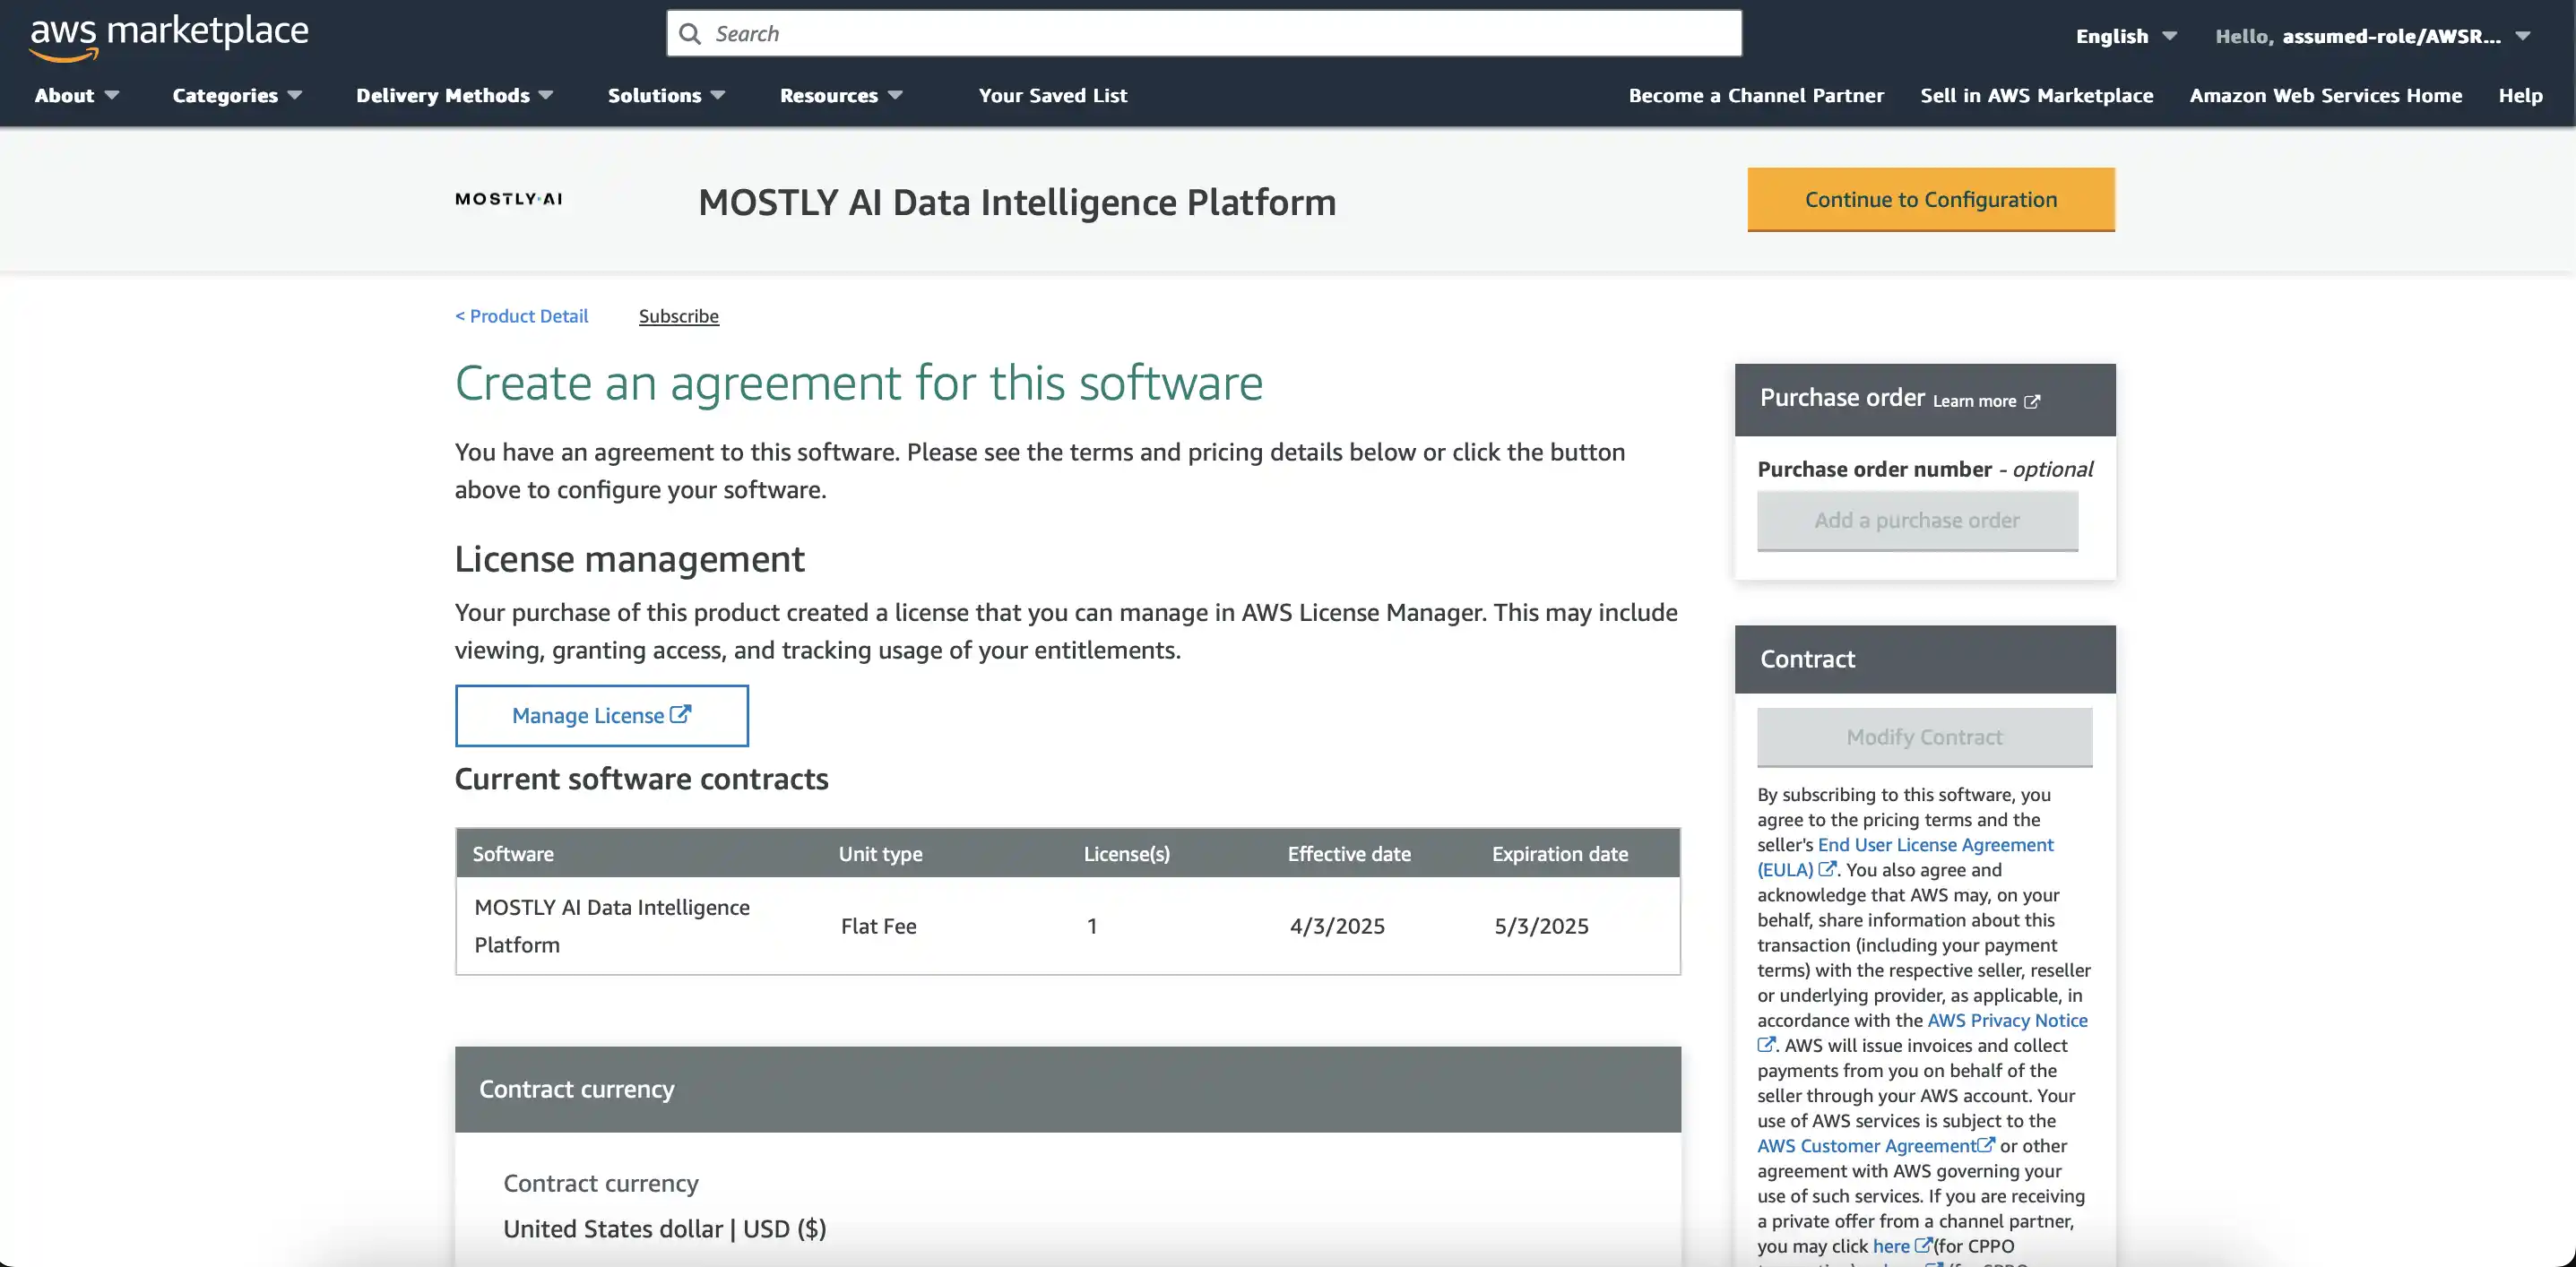 aws marketplace
Search
English
Hello, assumed-role/AWSR...
About
Categories
Delivery Methods
Solutions
Resources
Your Saved List
Become a Channel Partner
Sell in AWS Marketplace
Amazon Web Services Home
Help
MOSTLY·AI
MOSTLY AI Data Intelligence Platform
Continue to Configuration
< Product Detail
Subscribe
Create an agreement for this software
You have an agreement to this software. Please see the terms and pricing details below or click the button
above to configure your software.
License management
Your purchase of this product created a license that you can manage in AWS License Manager. This may include
viewing, granting access, and tracking usage of your entitlements.
Manage License
Current software contracts
Software Unit type License(s) Effective date Expiration date
MOSTLY AI Data Intelligence
Platform
Flat Fee 1 4/3/2025 5/3/2025
Contract currency
Contract currency
United States dollar | USD ($)
Purchase order Learn more
Purchase order number - optional
Add a purchase order
Contract
Modify Contract
By subscribing to this software, you
agree to the pricing terms and the
seller's End User License Agreement
(EULA). You also agree and
acknowledge that AWS may, on your
behalf, share information about this
transaction (including your payment
terms) with the respective seller, reseller
or underlying provider, as applicable, in
accordance with the AWS Privacy Notice
. AWS will issue invoices and collect
payments from you on behalf of the
seller through your AWS account. Your
use of AWS services is subject to the
AWS Customer Agreement or other
agreement with AWS governing your
use of such services. If you are receiving
a private offer from a channel partner,
you may click here (for CPPO